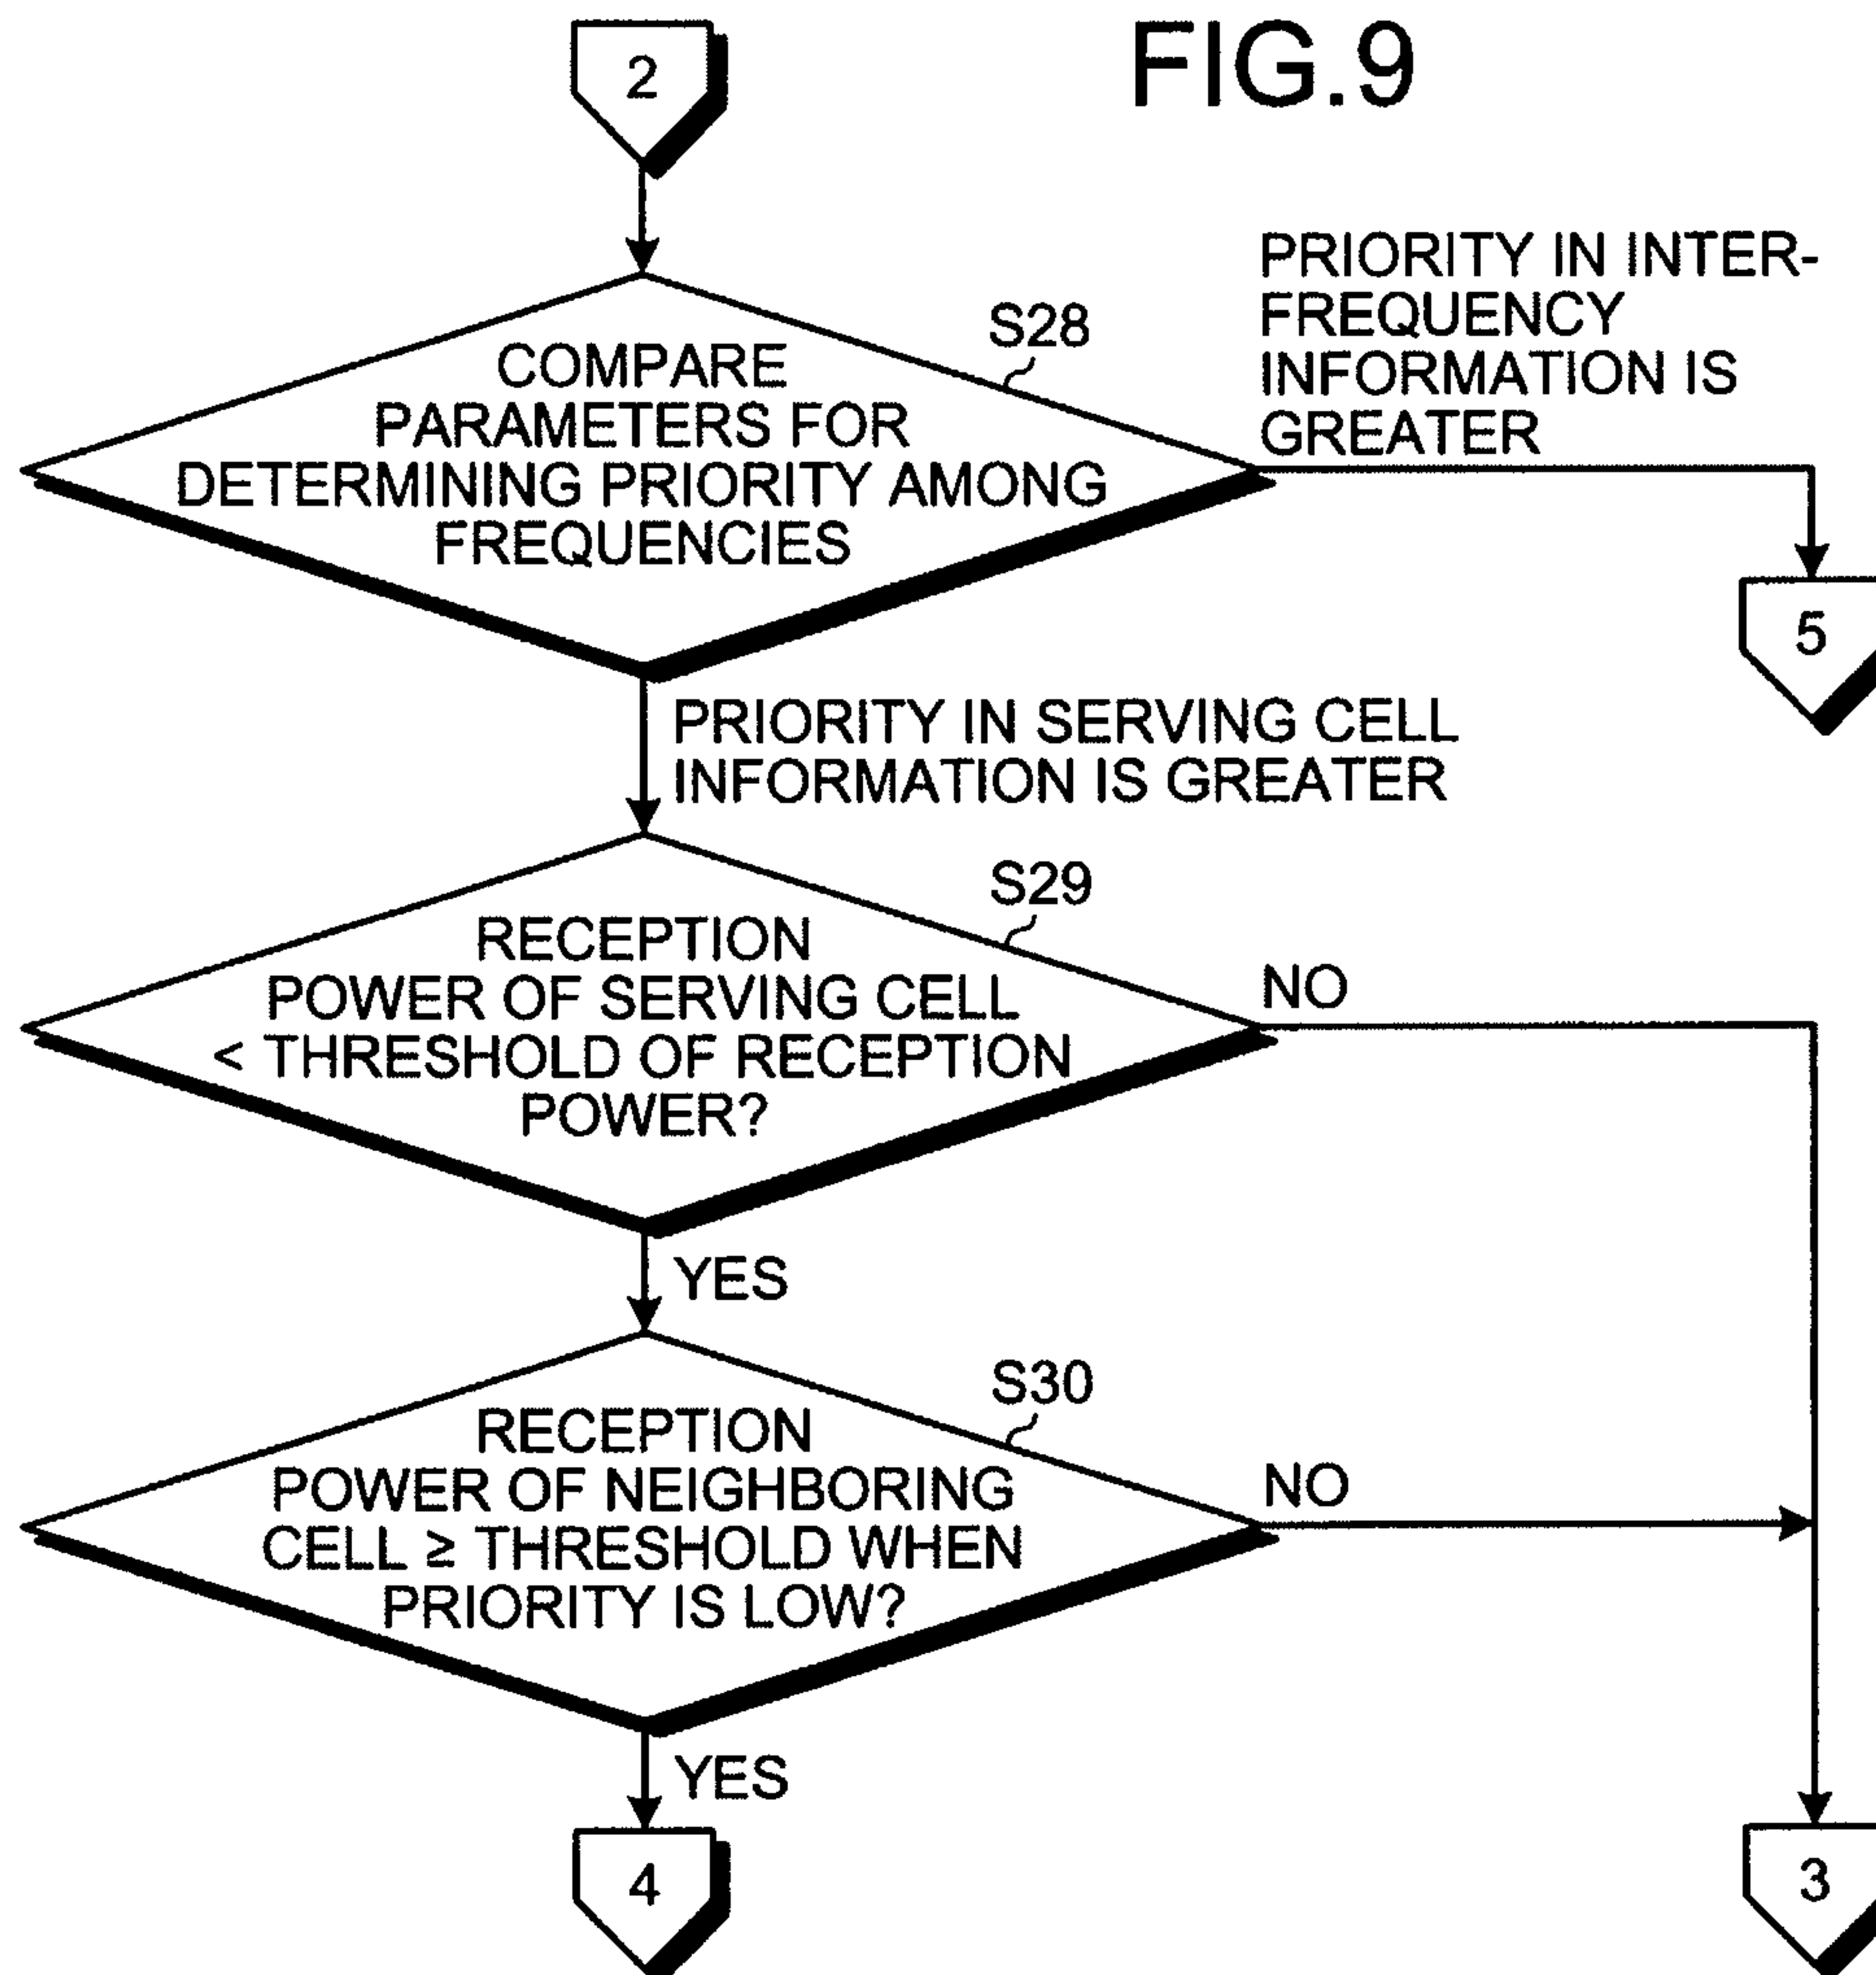 FIG.9
2
S28
COMPARE
PARAMETERS FOR
DETERMINING PRIORITY AMONG
FREQUENCIES
PRIORITY IN INTER-
FREQUENCY
INFORMATION IS
GREATER
5
PRIORITY IN SERVING CELL
INFORMATION IS GREATER
S29
RECEPTION
POWER OF SERVING CELL
< THRESHOLD OF RECEPTION
POWER?
NO
YES
S30
RECEPTION
POWER OF NEIGHBORING
CELL ≥ THRESHOLD WHEN
PRIORITY IS LOW?
NO
YES
4
3